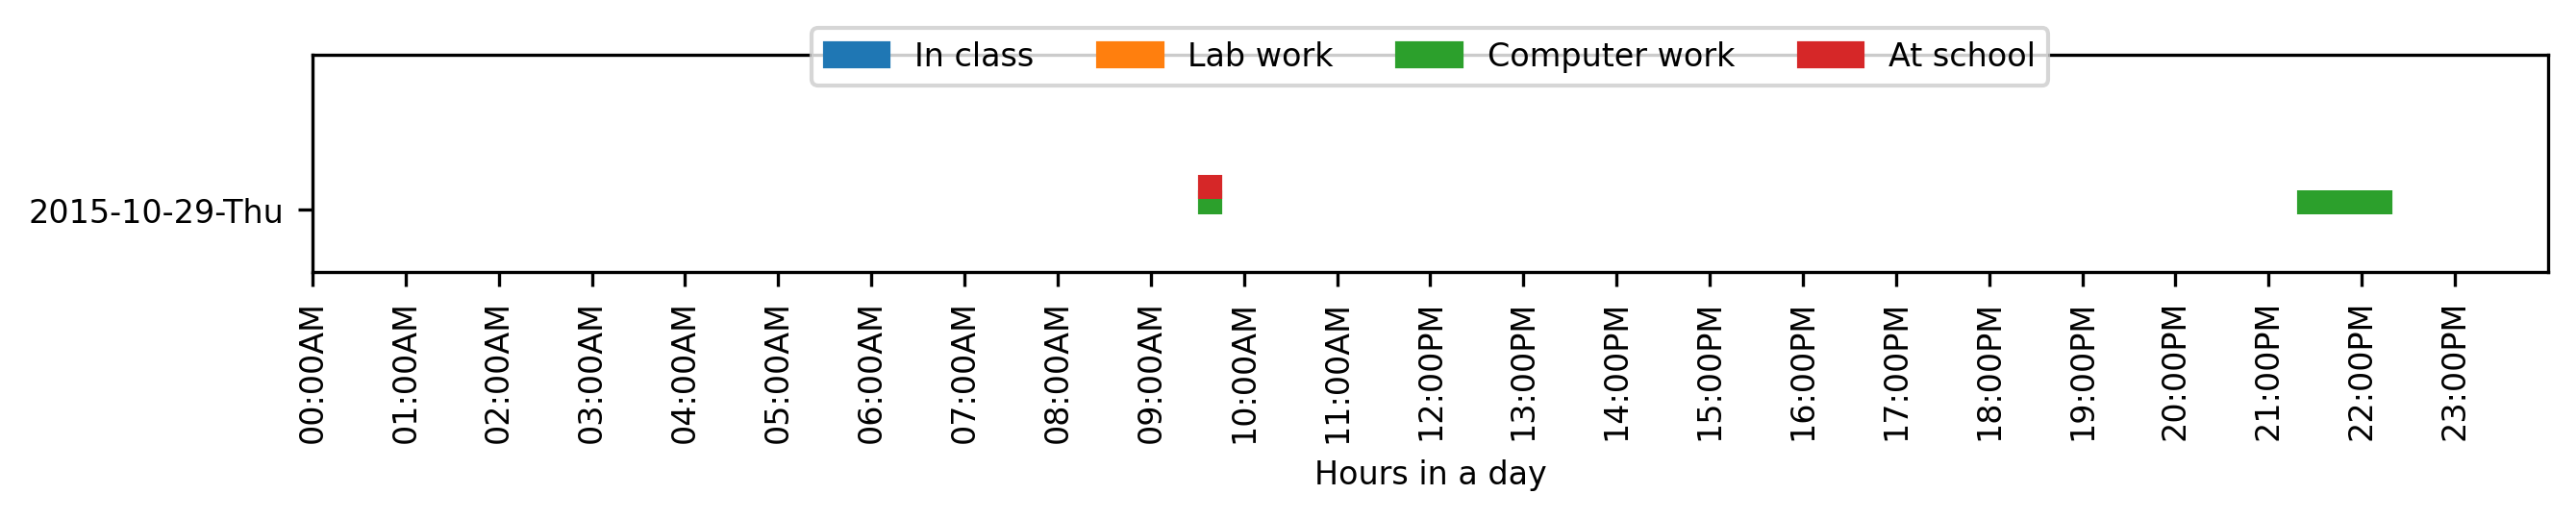 In class Lab work Computer work At school
2015-10-29-Thu
00:00AM
01:00AM
02:00AM
03:00AM
04:00AM
05:00AM
06:00AM
07:00AM
08:00AM
09:00AM
10:00AM
11:00AM
12:00PM
13:00PM
14:00PM
15:00PM
16:00PM
17:00PM
18:00PM
19:00PM
20:00PM
21:00PM
22:00PM
23:00PM
Hours in a day